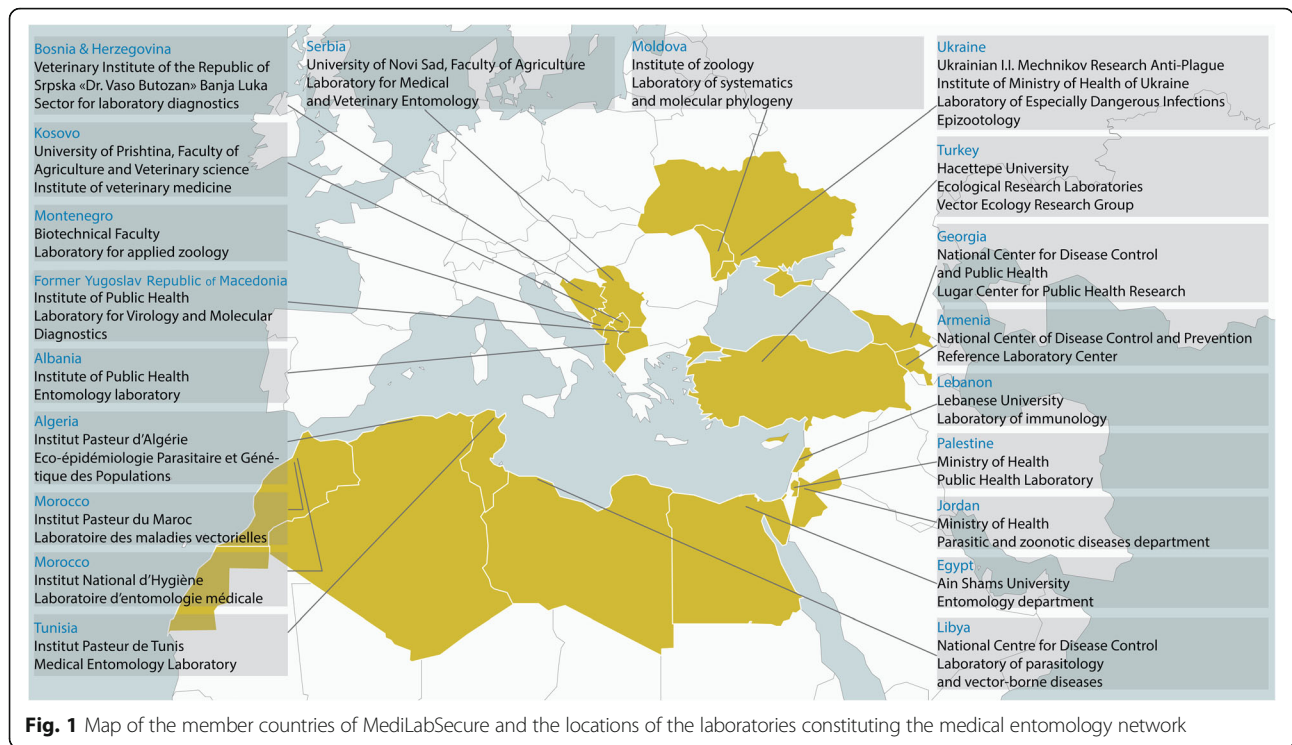 Bosnia & Herzegovina
Veterinary Institute of the Republic of
Srpska «Dr. Vaso Butozan» Banja Luka
Sector for laboratory diagnostics
Kosovo
University of Prishtina, Faculty of
Agriculture and Veterinary science
Institute of veterinary medicine
Montenegro
Biotechnical Faculty
Laboratory for applied zoology
Former Yugoslav Republic of Macedonia
Institute of Public Health
Laboratory for Virology and Molecular
Diagnostics
Albania
Institute of Public Health
Entomology laboratory
Algeria
Institut Pasteur d'Algérie
Eco-épidémiologie Parasitaire et Géné-
tique des Populations
Morocco
Institut Pasteur du Maroc
Laboratoire des maladies vectorielles
Morocco
Institut National d'Hygiène
Laboratoire d'entomologie médicale
Tunisia
Institut Pasteur de Tunis
Medical Entomology Laboratory
Serbia
University of Novi Sad, Faculty of Agriculture
Laboratory for Medical
and Veterinary Entomology
Moldova
Institute of zoology
Laboratory of systematics
and molecular phylogeny
Ukraine
Ukrainian I.I. Mechnikov Research Anti-Plague
Institute of Ministry of Health of Ukraine
Laboratory of Especially Dangerous Infections
Epizootology
Turkey
Hacettepe University
Ecological Research Laboratories
Vector Ecology Research Group
Georgia
National Center for Disease Control
and Public Health
Lugar Center for Public Health Research
Armenia
National Center of Disease Control and Prevention
Reference Laboratory Center
Lebanon
Lebanese University
Laboratory of immunology
Palestine
Ministry of Health
Public Health Laboratory
Jordan
Ministry of Health
Parasitic and zoonotic diseases department
Egypt
Ain Shams University
Entomology department
Libya
National Centre for Disease Control
Laboratory of parasitology
and vector-borne diseases
Fig. 1 Map of the member countries of MediLabSecure and the locations of the laboratories constituting the medical entomology network